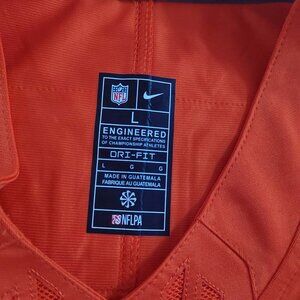 NFL
L
ENGINEERED
TO THE EXACT SPECIFICATIONS
OF CHAMPIONSHIP ATHLETES
DRI-FIT
L G G
MADE IN GUATEMALA
FABRIQUE AU GUATEMALA
NFLPA